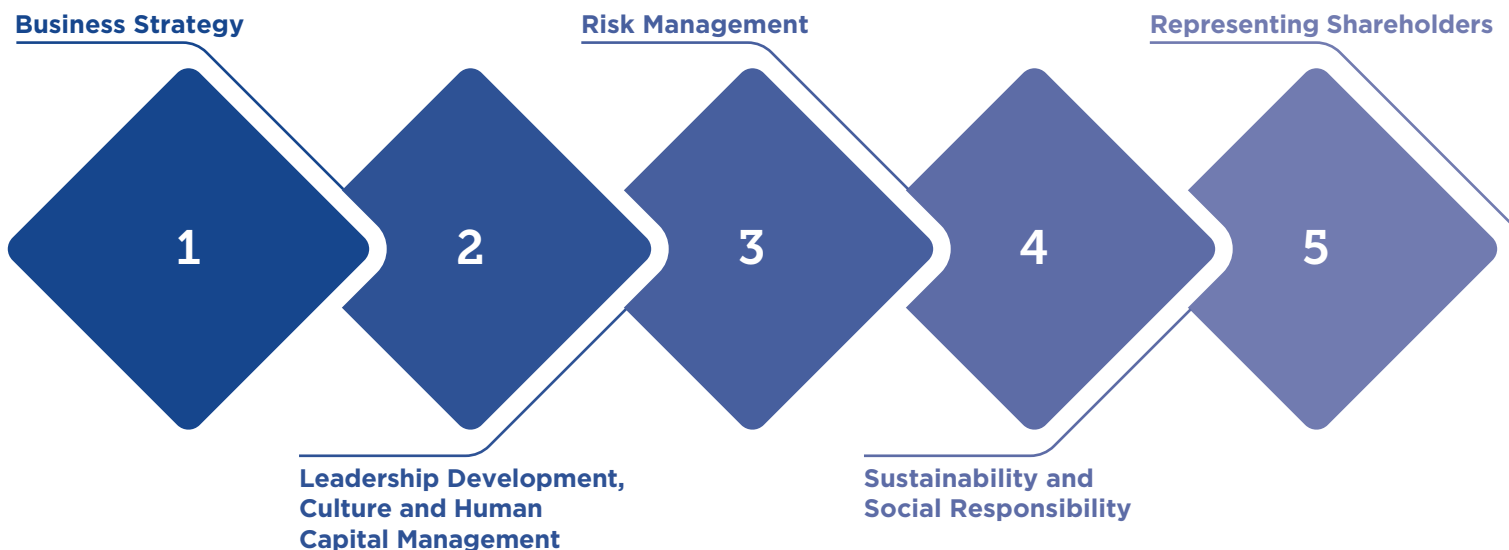 Business Strategy
Risk Management
Representing Shareholders
1
2
3
4
5
Leadership Development,
Culture and Human
Capital Management
Sustainability and
Social Responsibility